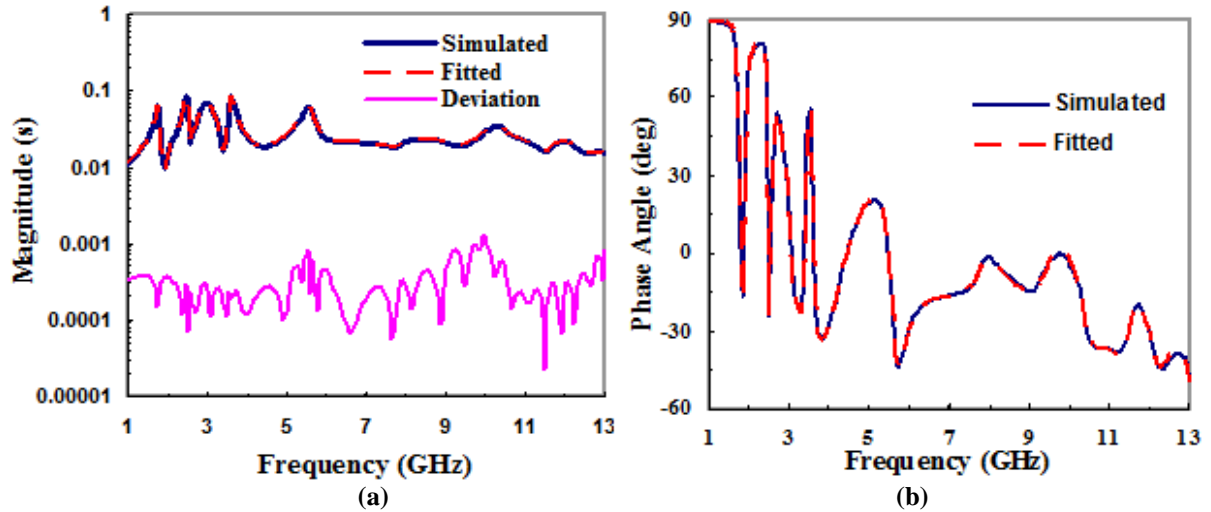 1
0.1
0.01
0.001
0.0001
0.00001
Magnitude (s)
Simulated
Fitted
Deviation
1 3 5 7 9 11 13
Frequency (GHz)
(a)
90
60
30
0
-30
-60
Phase Angle (deg)
Simulated
Fitted
1 3 5 7 9 11 13
Frequency (GHz)
(b)